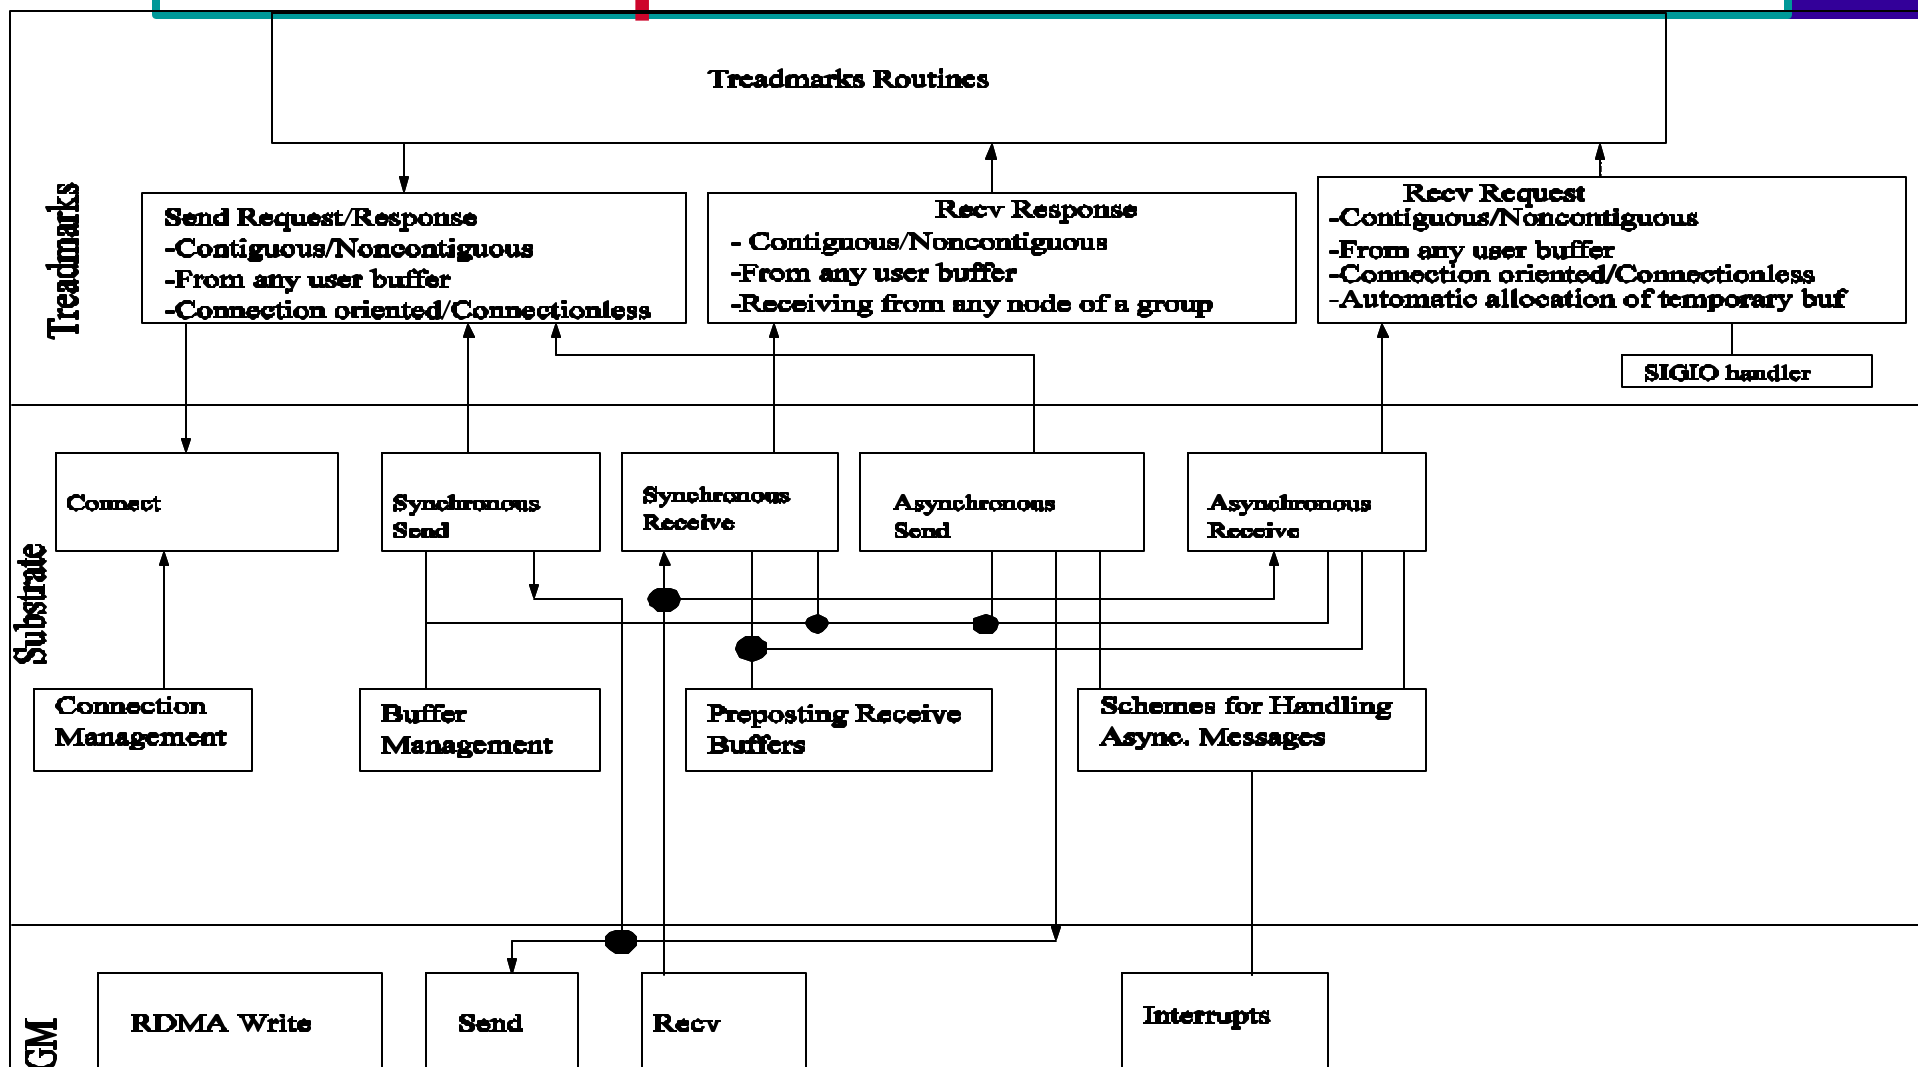 Treadmarks Routines
Treadmarks
Send Request/Response
-Contiguous/Noncontiguous
-From any user buffer
-Connection oriented/Connectionless
Recv Response
- Contiguous/Noncontiguous
-From any user buffer
-Receiving from any node of a group
Recv Request
-Contiguous/Noncontiguous
-From any user buffer
-Connection oriented/Connectionless
-Automatic allocation of temporary buf
SIGIO handler
Substrate
Connect
Synchronous
Send
Synchronous
Receive
Asynchronous
Send
Asynchronous
Receive
Connection
Management
Buffer
Management
Preposting Receive
Buffers
Schemes for Handling
Async. Messages
GM
RDMA Write
Send
Recv
Interrupts